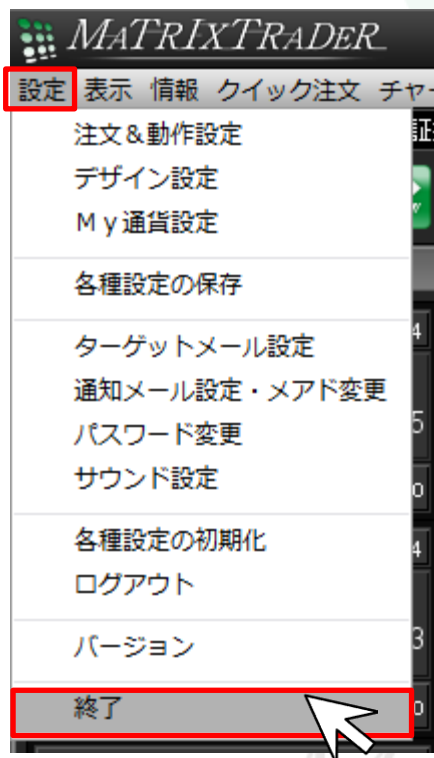 MATRIXTRADER
設定 表示 情報 クイック注文 チャー
注文&動作設定
デザイン設定
My通貨設定
各種設定の保存
ターゲットメール設定
通知メール設定・メアド変更
パスワード変更
サウンド設定
各種設定の初期化
ログアウト
バージョン
終了